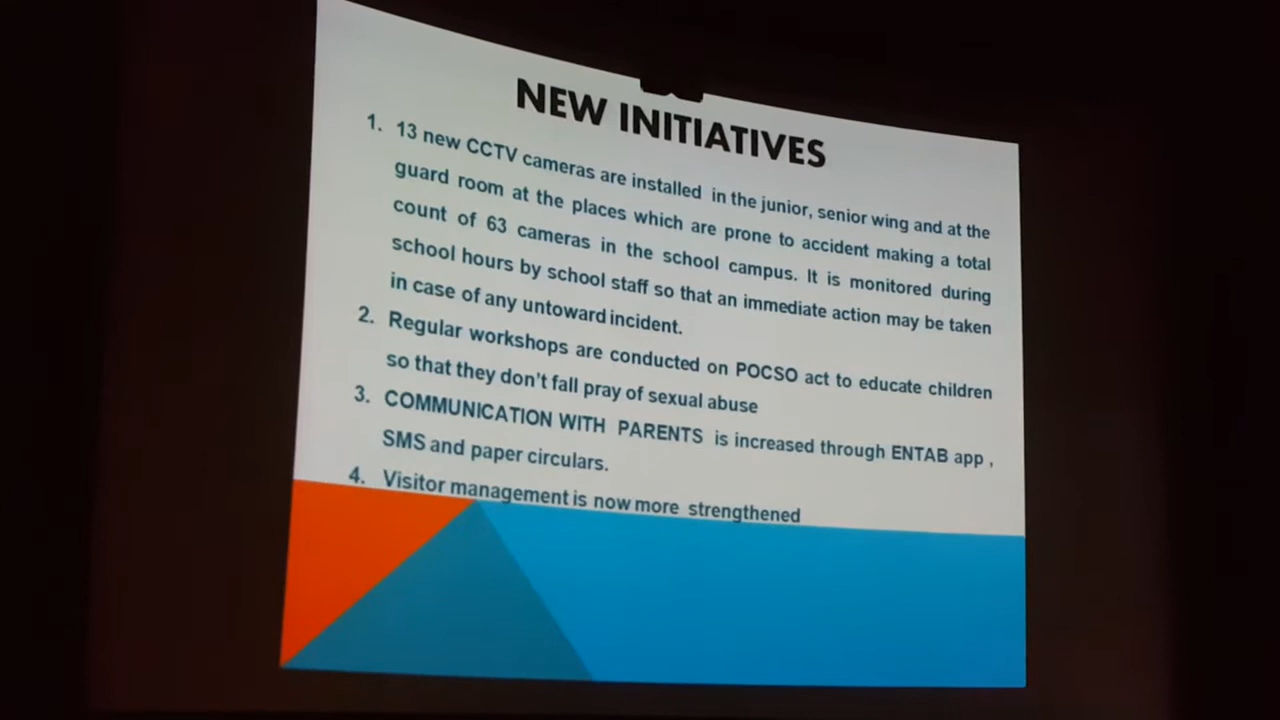 NEW INITIATIVES
1. 13 new CCTV cameras are installed in the junior, senior wing and at the
guard room at the places which are prone to accident making a total
count of 63 cameras in the school campus. It is monitored during
school hours by school staff so that an immediate action may be taken
in case of any untoward incident.
2. Regular workshops are conducted on POCSO act to educate children
so that they don't fall pray of sexual abuse
3. COMMUNICATION WITH PARENTS is increased through ENTAB app ,
SMS and paper circulars.
4. Visitor management is now more strengthened